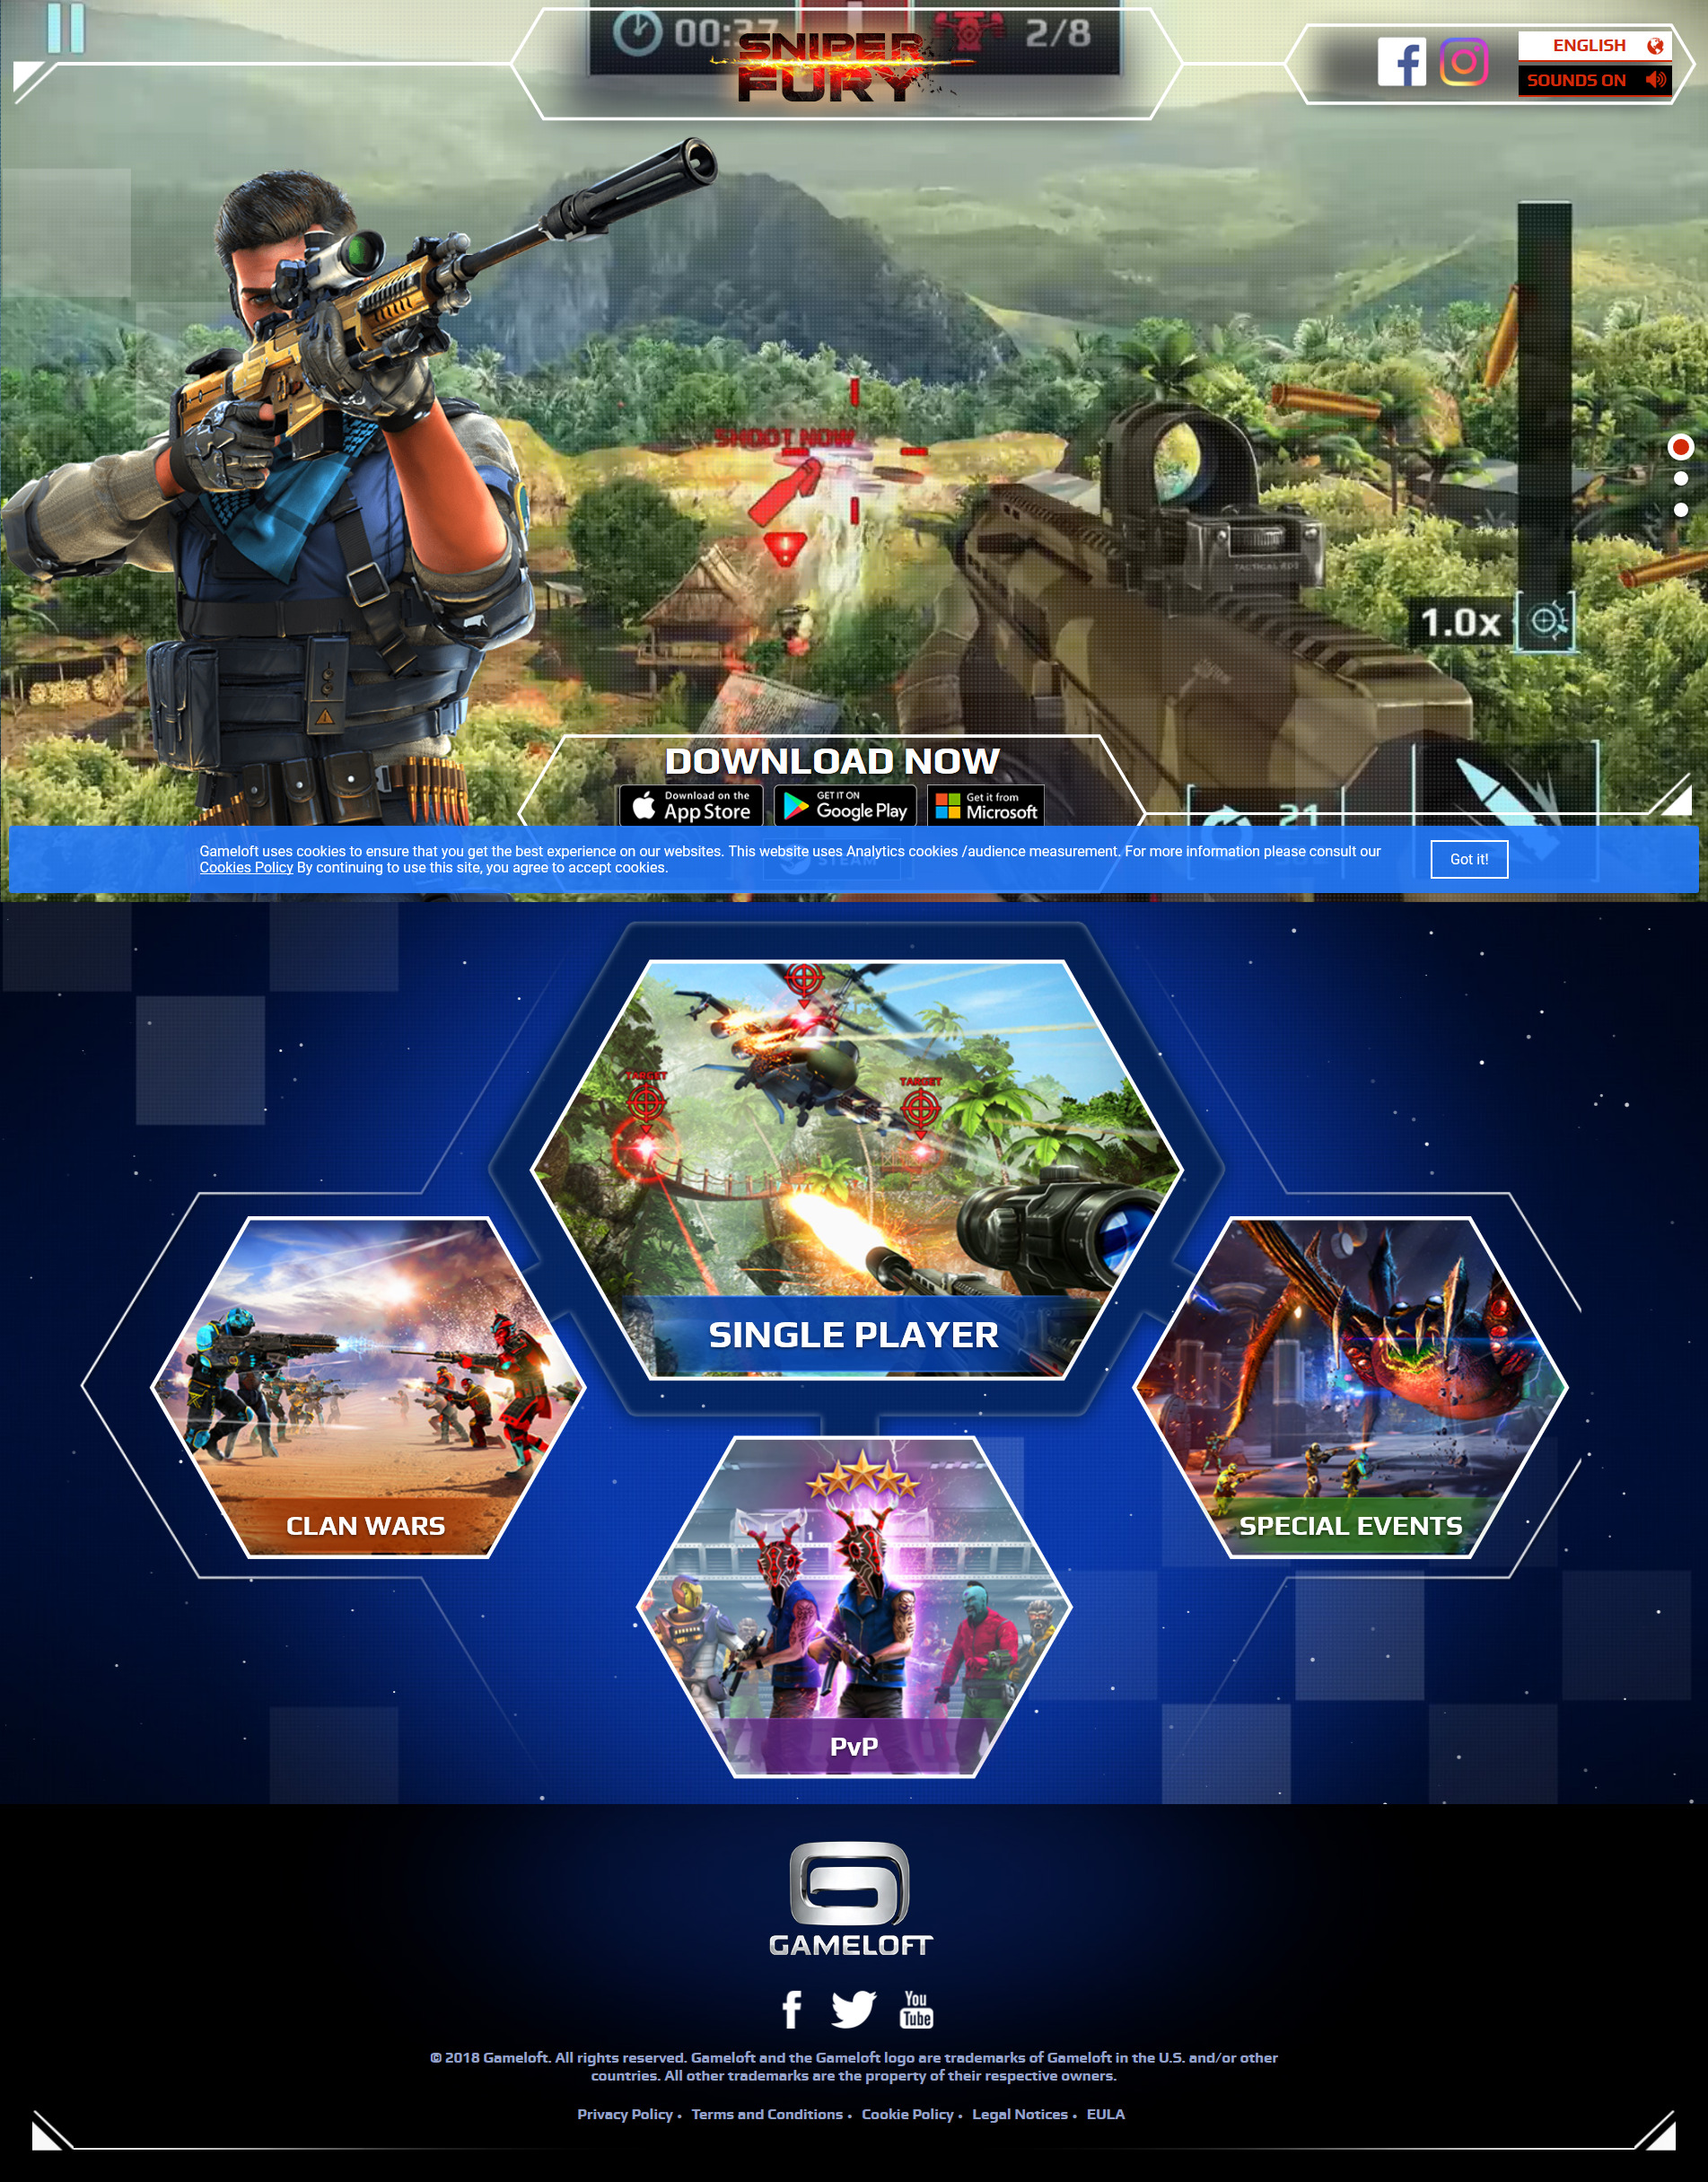 00:37
2/8
SNIPER
FURY
ENGLISH
SOUNDS ON
SHOOT NOW
TACTICAL RDS
1.0x
DOWNLOAD NOW
Download on the
App Store
GET IT ON
Google Play
Get it from
Microsoft
21
Gameloft uses cookies to ensure that you get the best experience on our websites. This website uses Analytics cookies /audience measurement. For more information please consult our
Cookies Policy By continuing to use this site, you agree to accept cookies.
STEAM
Got it!
TARGET
TARGET
SINGLE PLAYER
CLAN WARS
SPECIAL EVENTS
PvP
GAMELOFT
You
Tube
© 2018 Gameloft. All rights reserved. Gameloft and the Gameloft logo are trademarks of Gameloft in the U.S. and/or other
countries. All other trademarks are the property of their respective owners.
Privacy Policy • Terms and Conditions • Cookie Policy • Legal Notices • EULA